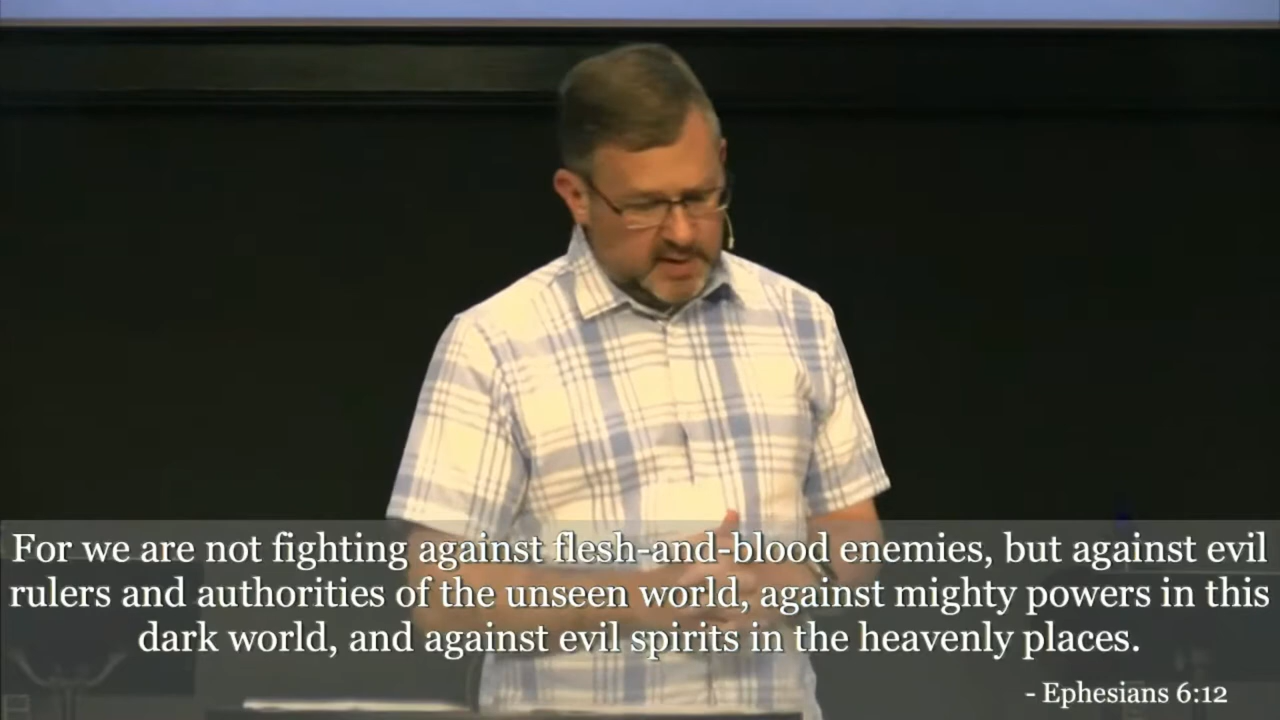 For we are not fighting against flesh-and-blood enemies, but against evil
rulers and authorities of the unseen world, against mighty powers in this
dark world, and against evil spirits in the heavenly places.
- Ephesians 6:12